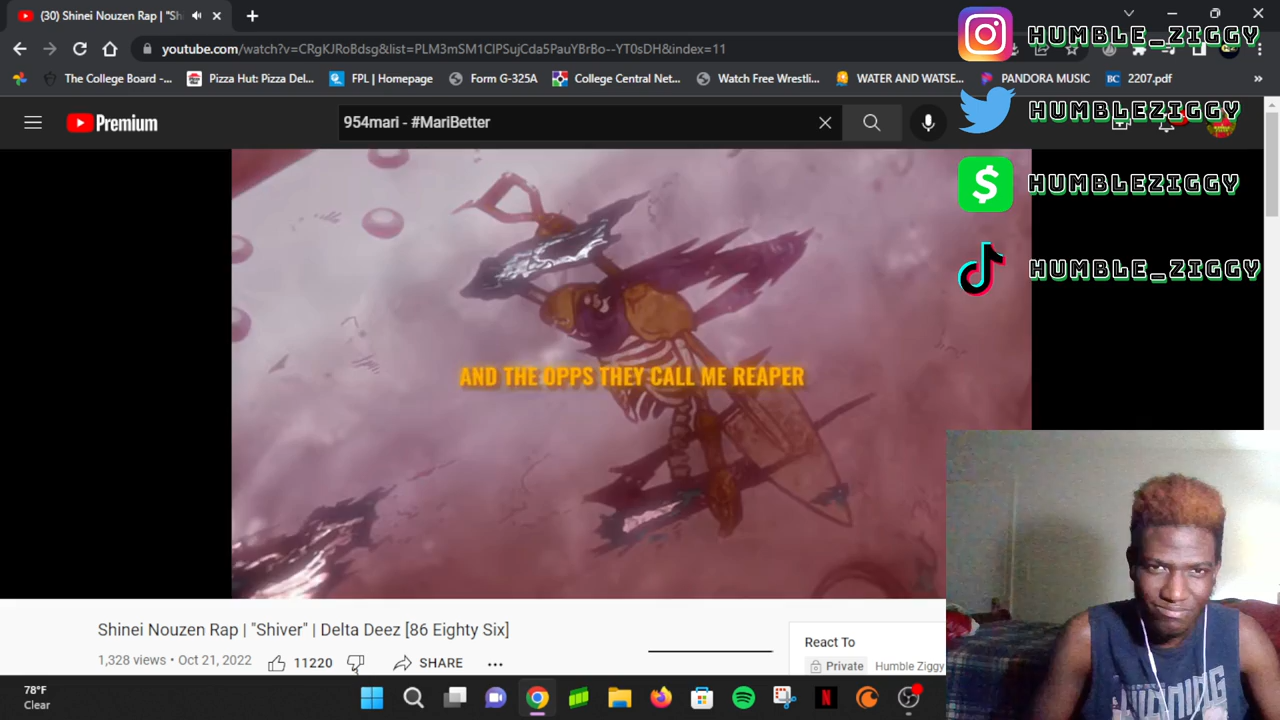 (30) Shinei Nouzen Rap | "Sh
HUMBLE_ZIGGY
youtube.com/watch?v=CRgKJRoBdsg&list=PLM3mSM1ClPSujCda5PauYBrBo--YT0sDH&index=11
The College Board -...
Pizza Hut: Pizza Del...
FPL | Homepage
Form G-325A
College Central Net...
Watch Free Wrestli...
WATER AND WATSE...
PANDORA MUSIC
BC
2207.pdf
»
Premium
954mari - #MariBetter
HUMBLEZIGGY
HUMBLEZIGGY
HUMBLE_ZIGGY
AND THE OPPS THEY CALL ME REAPER
Shinei Nouzen Rap | "Shiver" | Delta Deez [86 Eighty Six]
1,328 views • Oct 21, 2022
11220
SHARE
React To
Private
Humble Ziggy
78°F
Clear